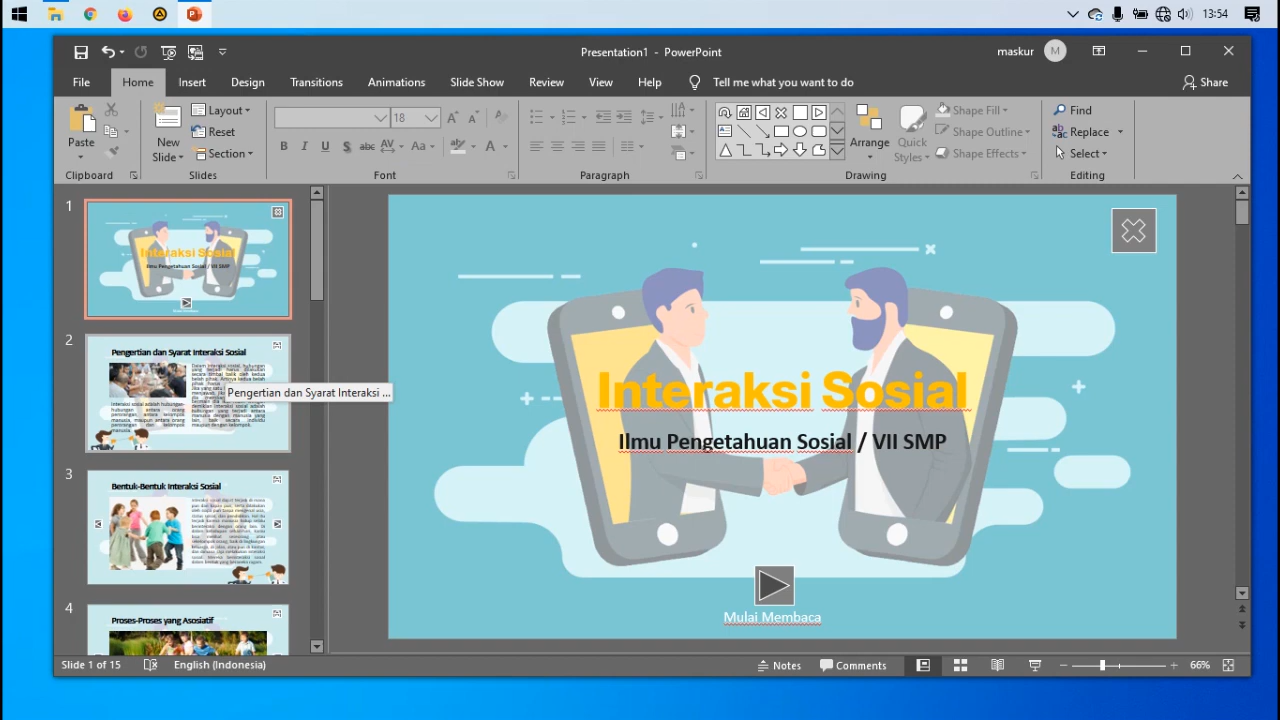 13:54
Presentation1 - PowerPoint
maskur
M
File Home Insert Design Transitions Animations Slide Show Review View Help Tell me what you want to do Share
Paste
Clipboard
New Slide
Layout
Reset
Section
Slides
18
B I U S abc AV Aa A
Font
Paragraph
Arrange
Quick Styles
Shape Fill
Shape Outline
Shape Effects
Drawing
Find
Replace
Select
Editing
1
Interaksi Sosial
Ilmu Pengetahuan Sosial / VII SMP
Mulai Membaca
2
Pengertian dan Syarat Interaksi Sosial
Pengertian dan Syarat Interaksi ...
3
Bentuk-Bentuk Interaksi Sosial
4
Proses-Proses yang Asosiatif
Interaksi Sosial
Ilmu Pengetahuan Sosial / VII SMP
Mulai Membaca
Slide 1 of 15
English (Indonesia)
Notes
Comments
66%